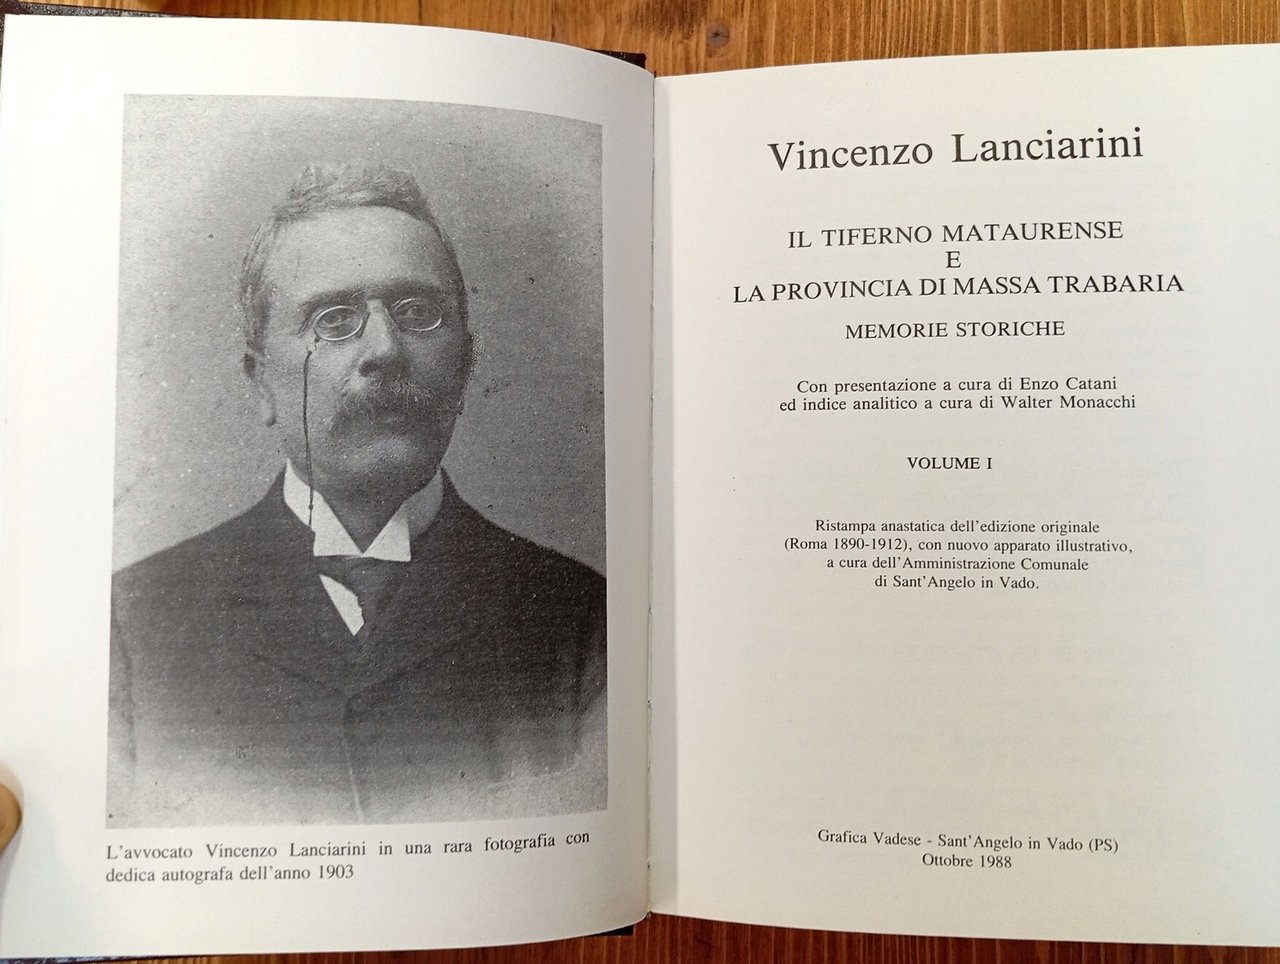 L'avvocato Vincenzo Lanciarini in una rara fotografia con
dedica autografa dell'anno 1903
Vincenzo Lanciarini
IL TIFERNO MATAURENSE
E
LA PROVINCIA DI MASSA TRABARIA
MEMORIE STORICHE
Con presentazione a cura di Enzo Catani
ed indice analitico a cura di Walter Monacchi
VOLUME I
Ristampa anastatica dell'edizione originale
(Roma 1890-1912), con nuovo apparato illustrativo,
a cura dell'Amministrazione Comunale
di Sant'Angelo in Vado.
Grafica Vadese - Sant'Angelo in Vado (PS)
Ottobre 1988